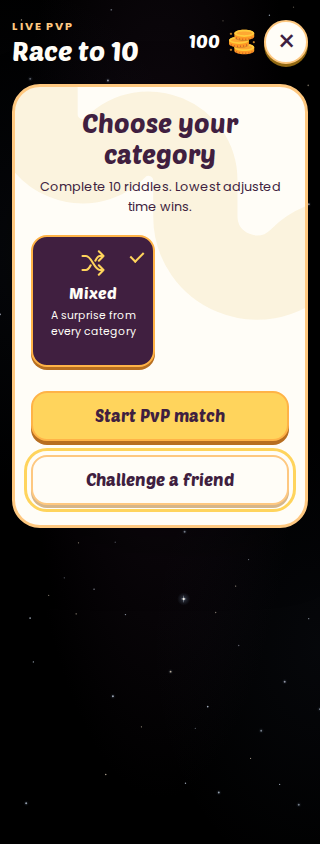 LIVE PVP
Race to 10
100
Choose your
category
Complete 10 riddles. Lowest adjusted
time wins.
Mixed
A surprise from
every category
Start PvP match
Challenge a friend